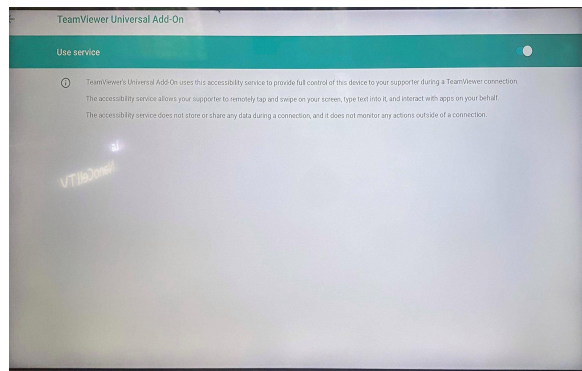 TeamViewer Universal Add-On
Use service
TeamViewer's Universal Add-On uses this accessibility service to provide full control of this device to your supporter during a TeamViewer connection.
The accessibility service allows your supporter to remotely tap and swipe on your screen, type text into it, and interact with apps on your behalf.
The accessibility service does not store or share any data during a connection, and it does not monitor any actions outside of a connection.